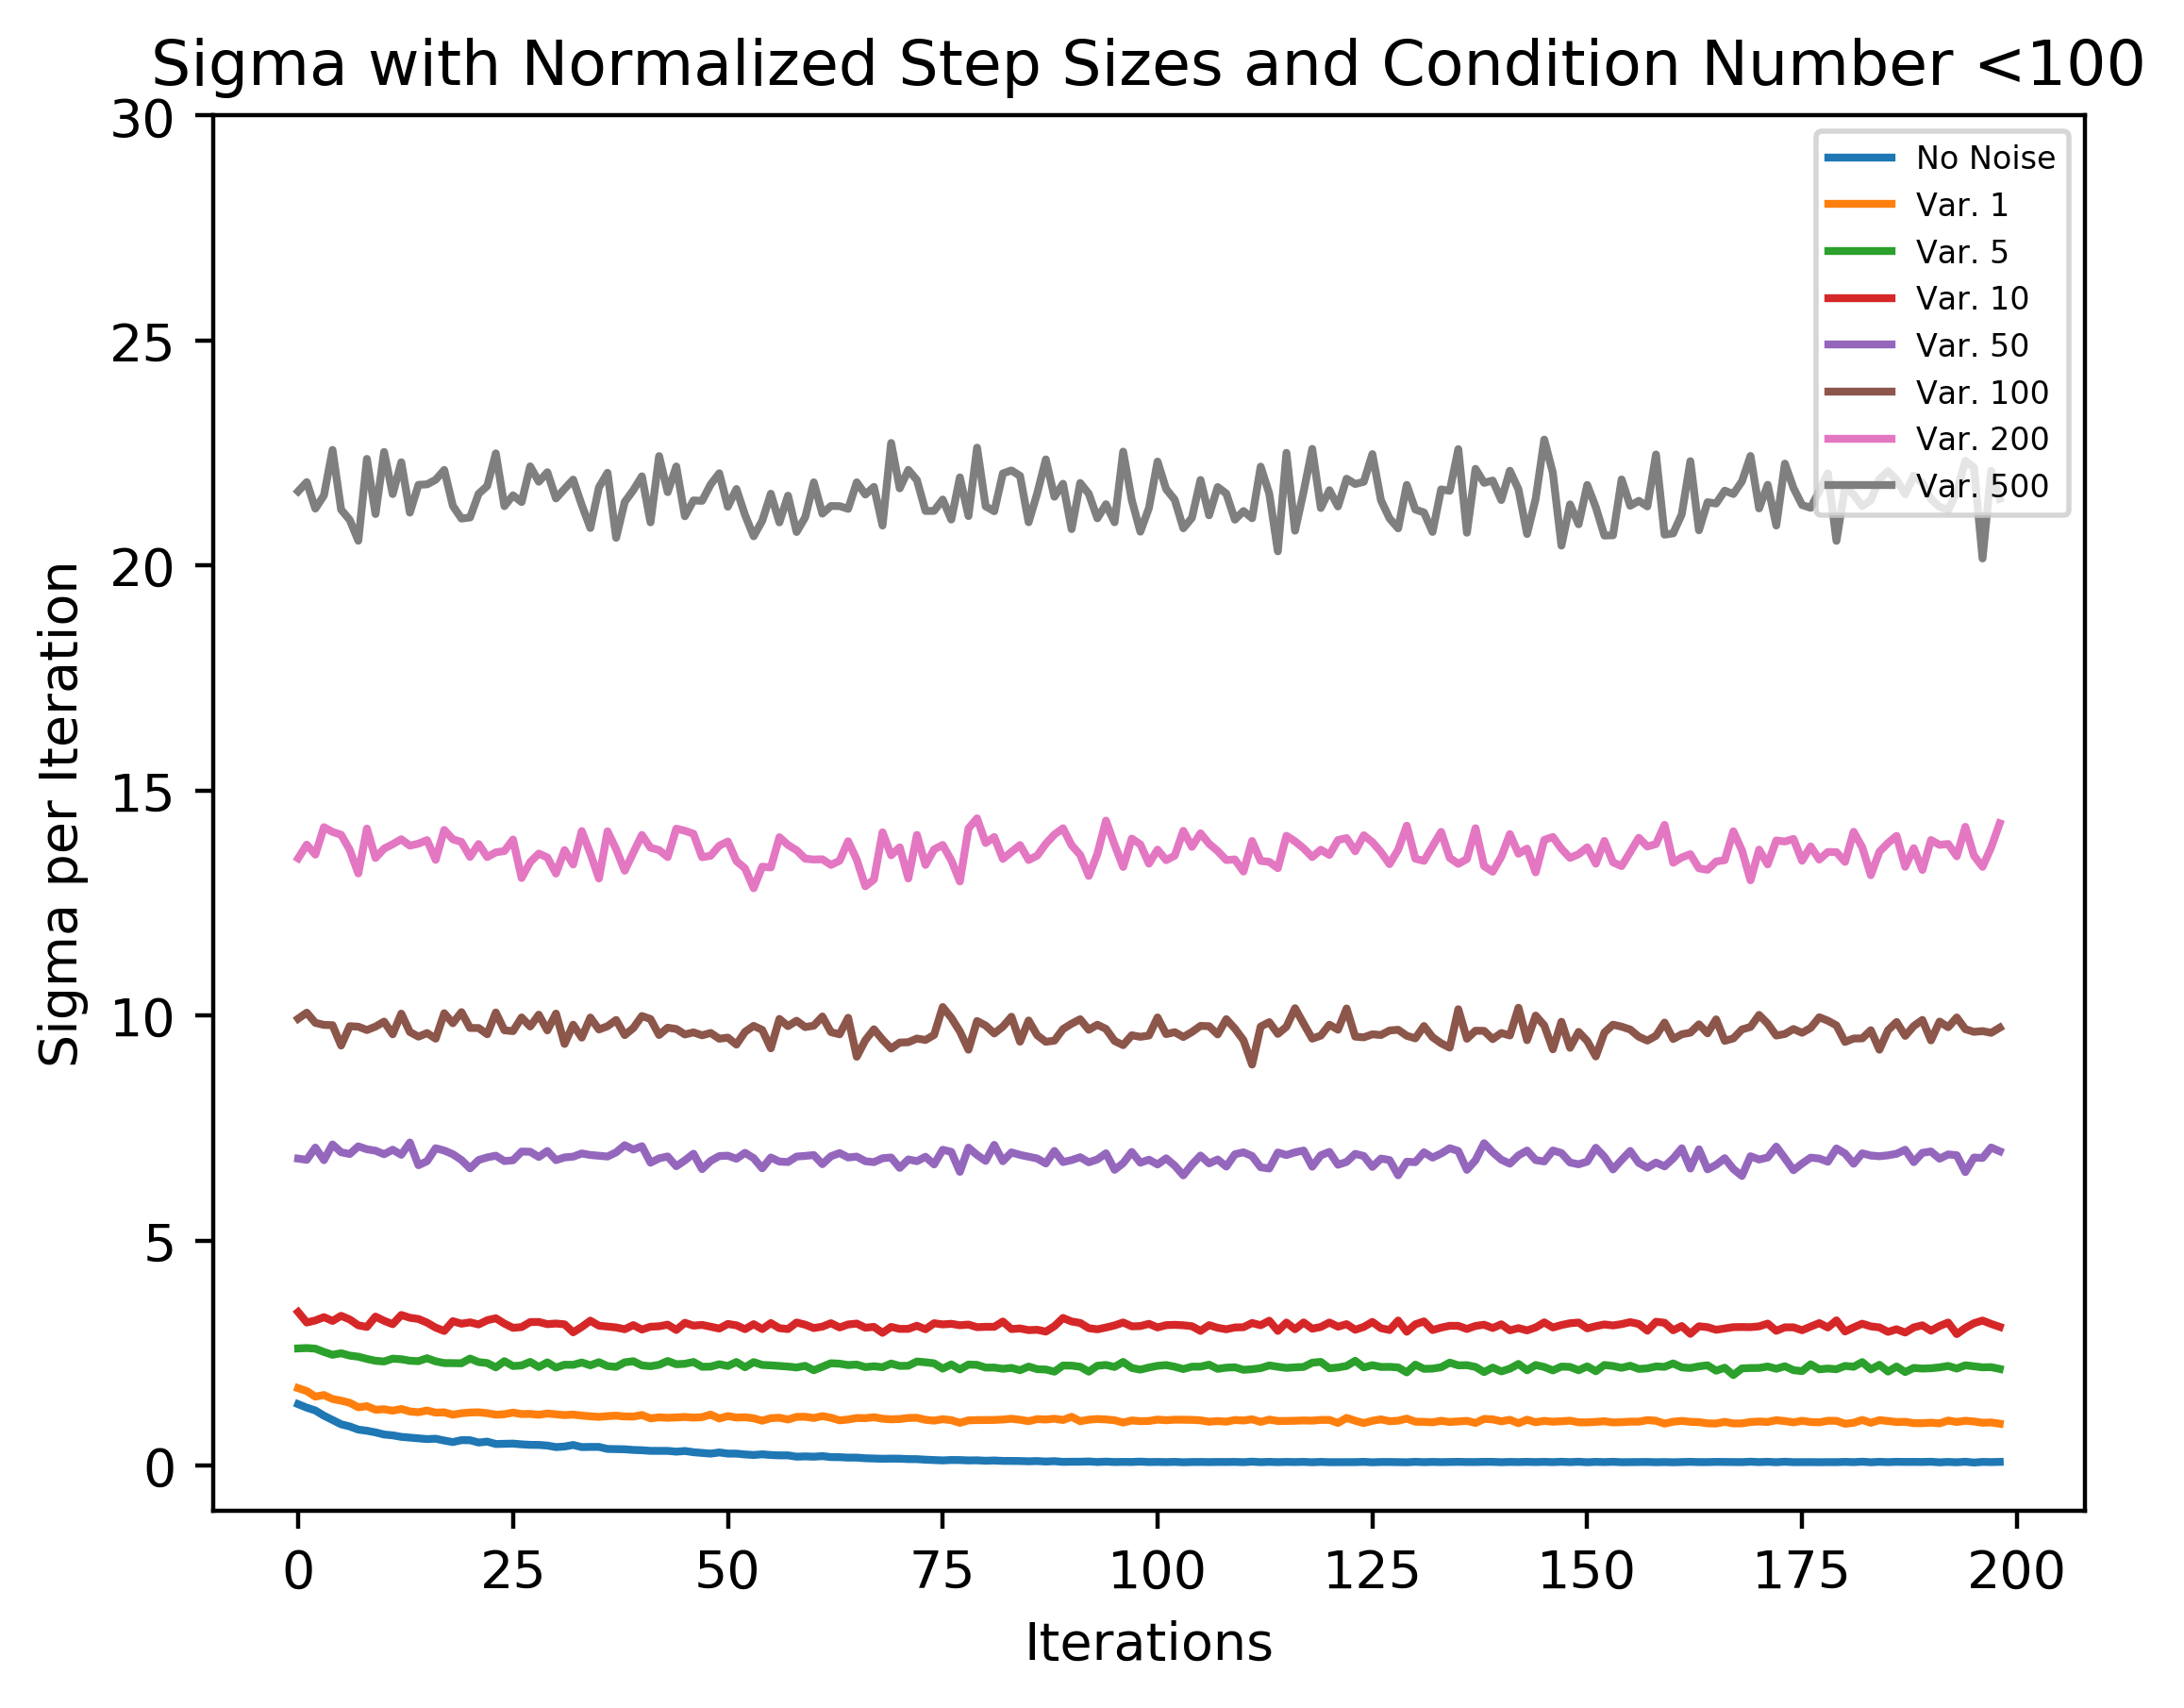 Sigma with Normalized Step Sizes and Condition Number <100
30
25
20
15
10
5
0
Sigma per Iteration
No Noise
Var. 1
Var. 5
Var. 10
Var. 50
Var. 100
Var. 200
Var. 500
0 25 50 75 100 125 150 175 200
Iterations